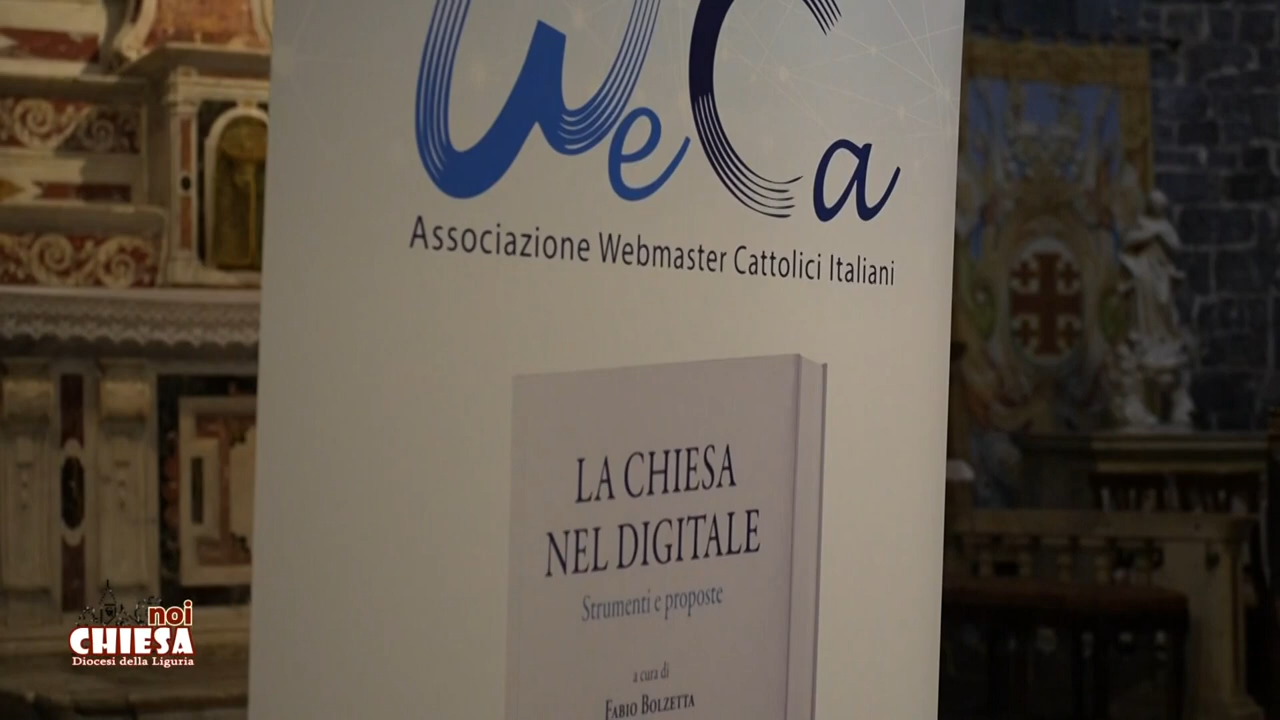 WeCa
Associazione Webmaster Cattolici Italiani
LA CHIESA
NEL DIGITALE
Strumenti e proposte
a cura di
FABIO BOLZETTA
noi
CHIESA
Diocesi della Liguria